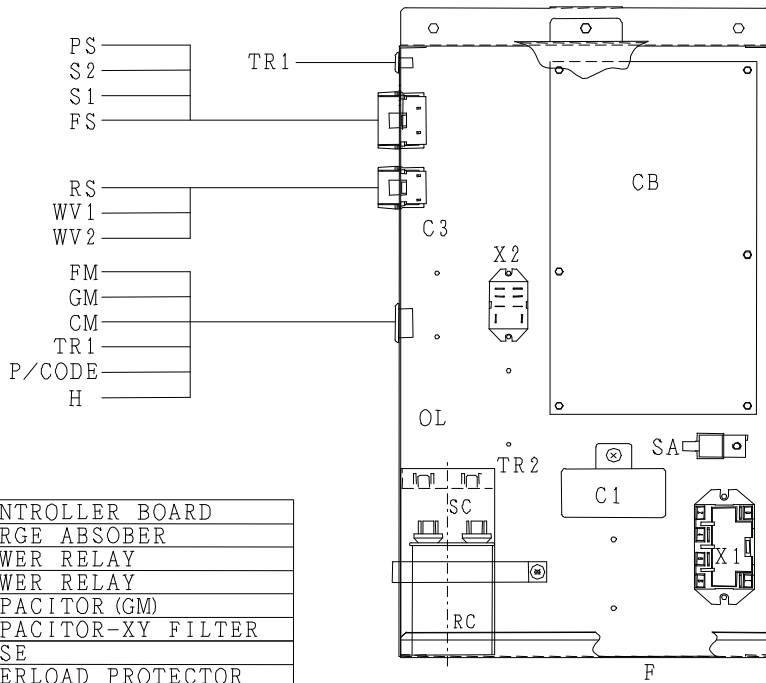 PS
S2
S1
FS
TR1
RS
WV1
WV2
C3
CB
X2
FM
GM
CM
TR1
P/CODE
H
OL
TR2
SA
C1
SC
X1
RC
F
NTROLLER BOARD
RGE ABSOBER
WER RELAY
WER RELAY
PACITOR (GM)
PACITOR-XY FILTER
SE
ERLOAD PROTECTOR